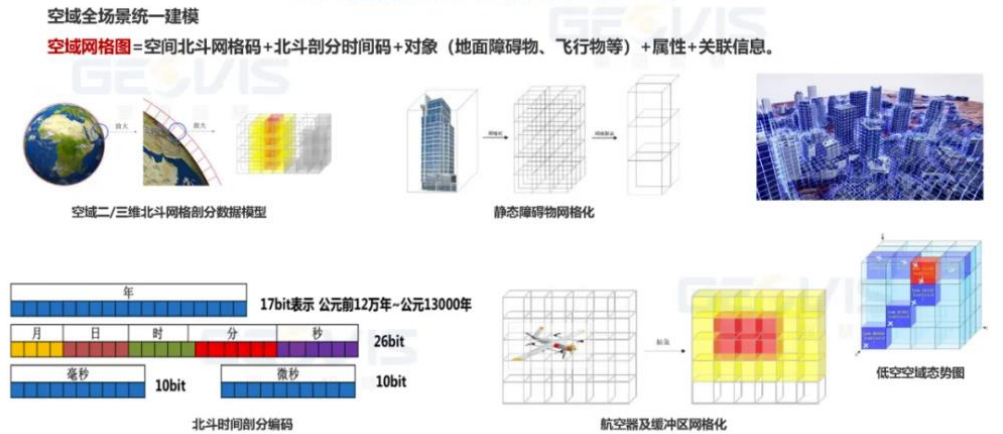 空域全场景统一建模
空域网格图=空间北斗网格码+北斗剖分时间码+对象（地面障碍物、飞行物等）+属性+关联信息。
GEOVIS
GEOVIS
放大
放大
空域二/三维北斗网格剖分数据模型
静态障碍物网格化
年
17bit表示 公元前12万年~公元13000年
月 日 时 分 秒
26bit
毫秒
10bit
微秒
10bit
北斗时间剖分编码
航空器及缓冲区网格化
低空空域态势图
GEOVIS
GEOVIS